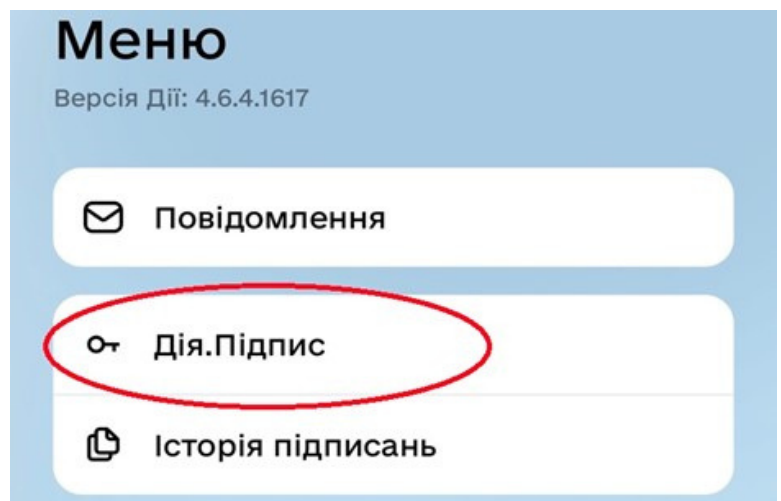 Меню
Версія Дії: 4.6.4.1617
Повідомлення
Дія.Підпис
Історія підписань